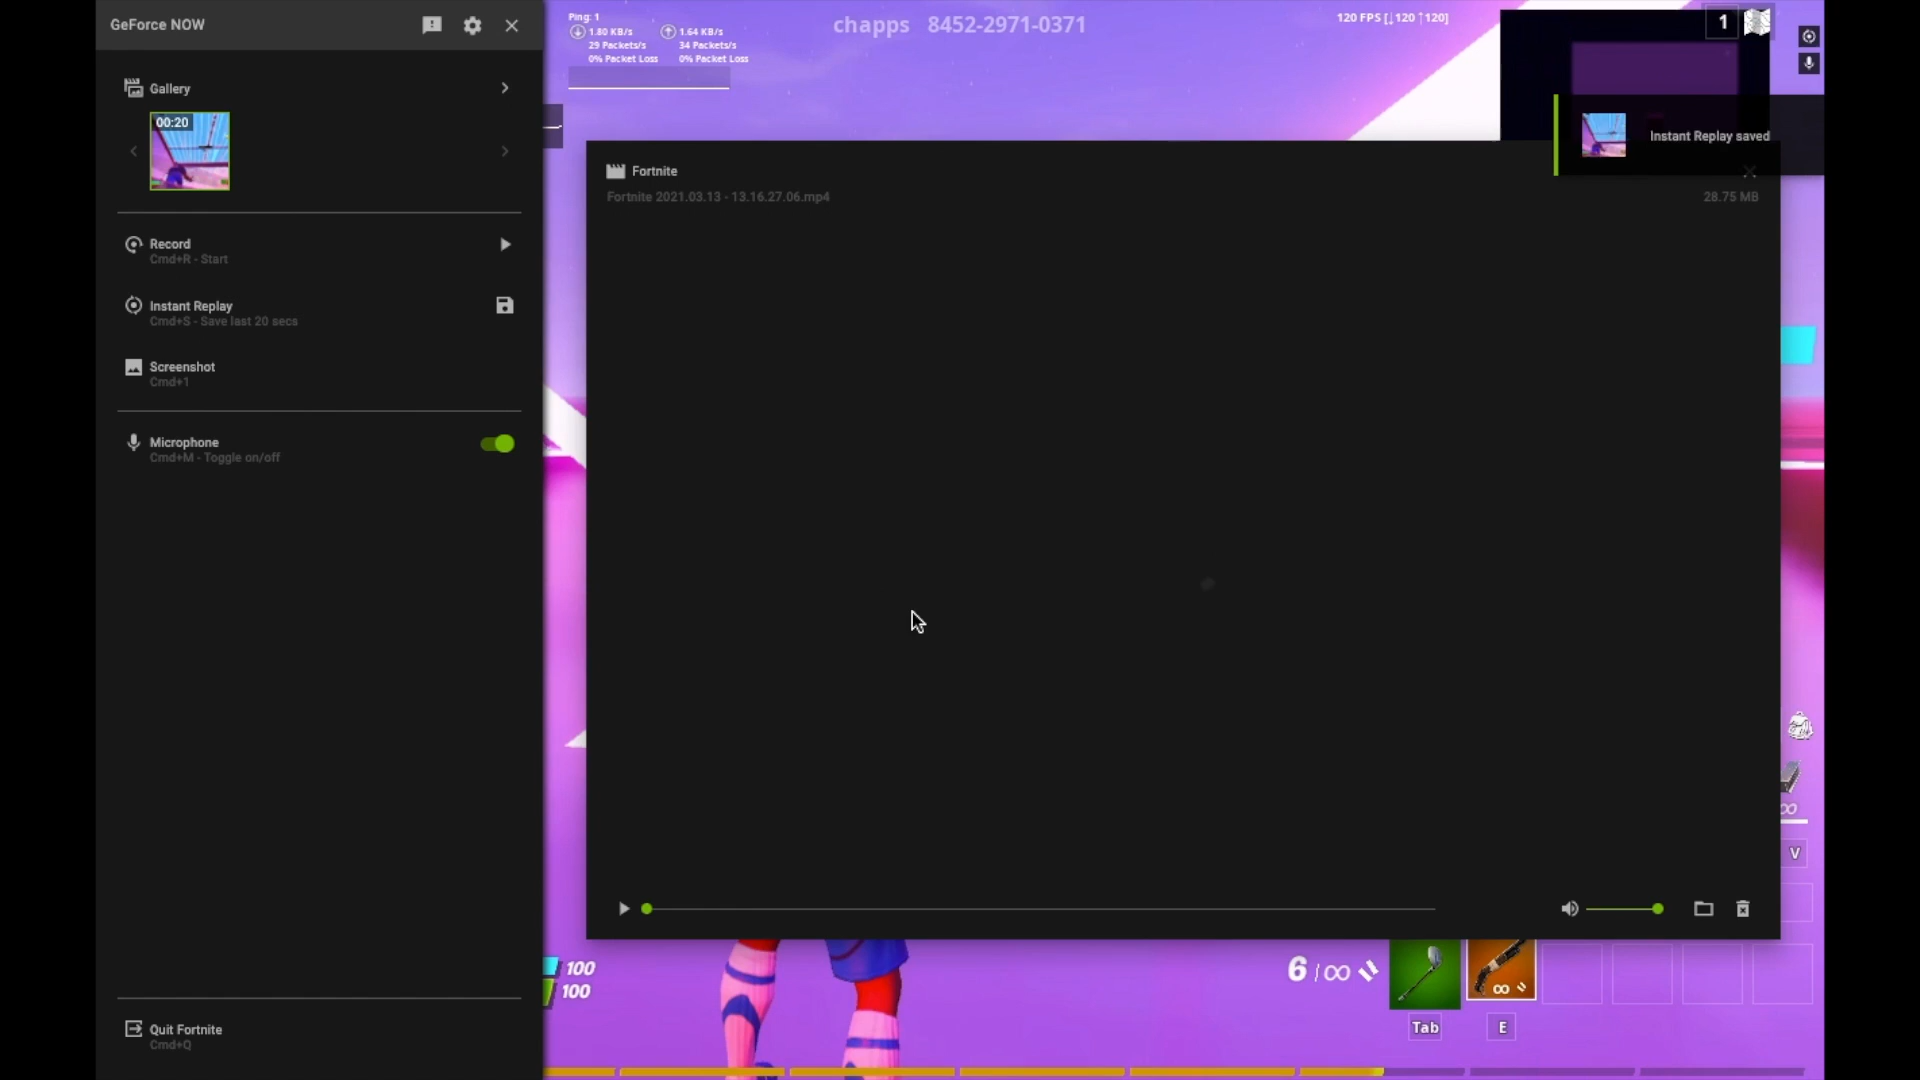 GeForce NOW
Gallery
00:20
Record
Cmd+R - Start
Instant Replay
Cmd+S - Save last 20 secs
Screenshot
Cmd+1
Microphone
Cmd+M - Toggle on/off
Quit Fortnite
Cmd+Q
Ping: 1
1.80 KB/s 1.64 KB/s
29 Packets/s 34 Packets/s
0% Packet Loss 0% Packet Loss
chapps 8452-2971-0371
120 FPS [↓120 ↑120]
1
Instant Replay saved
Fortnite
Fortnite 2021.03.13 - 13.16.27.06.mp4
28.75 MB
∞
V
100
100
6 / ∞
∞
Tab
E